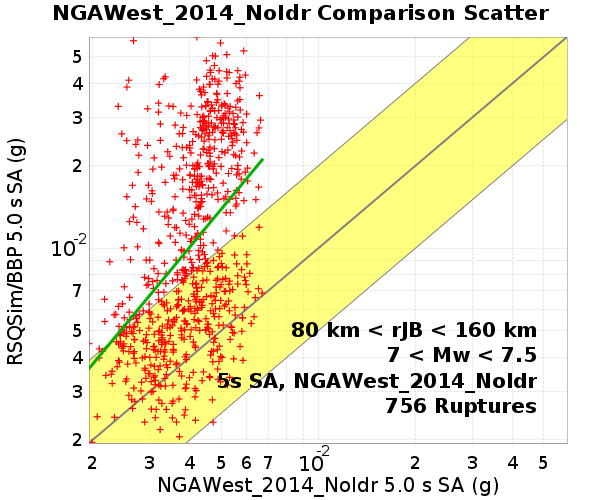 NGAWest_2014_NoIdr Comparison Scatter
RSQSim/BBP 5.0 s SA (g)
5
4
3
2
10-2
7
5
4
3
2
80 km < rJB < 160 km
7 < Mw < 7.5
5s SA, NGAWest_2014_NoIdr
756 Ruptures
2 3 4 5 6 7 10-2 2 3 4 5
NGAWest_2014_NoIdr 5.0 s SA (g)